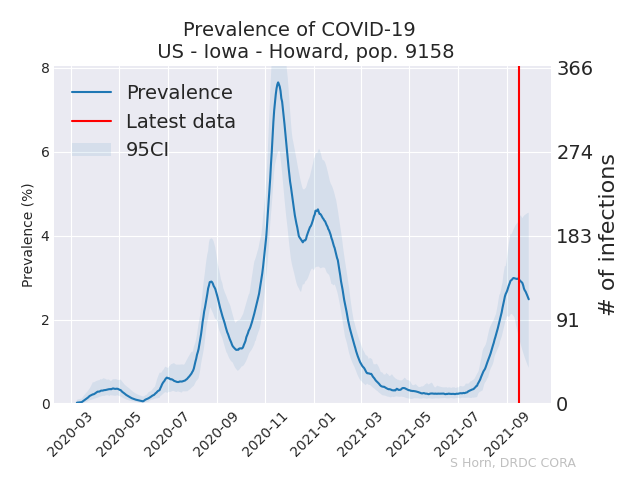 Prevalence of COVID-19
US - Iowa - Howard, pop. 9158
Prevalence
Latest data
95CI
Prevalence (%)
8
6
4
2
0
366
274
183
91
0
# of infections
2020-03
2020-05
2020-07
2020-09
2020-11
2021-01
2021-03
2021-05
2021-07
2021-09
S Horn, DRDC CORA